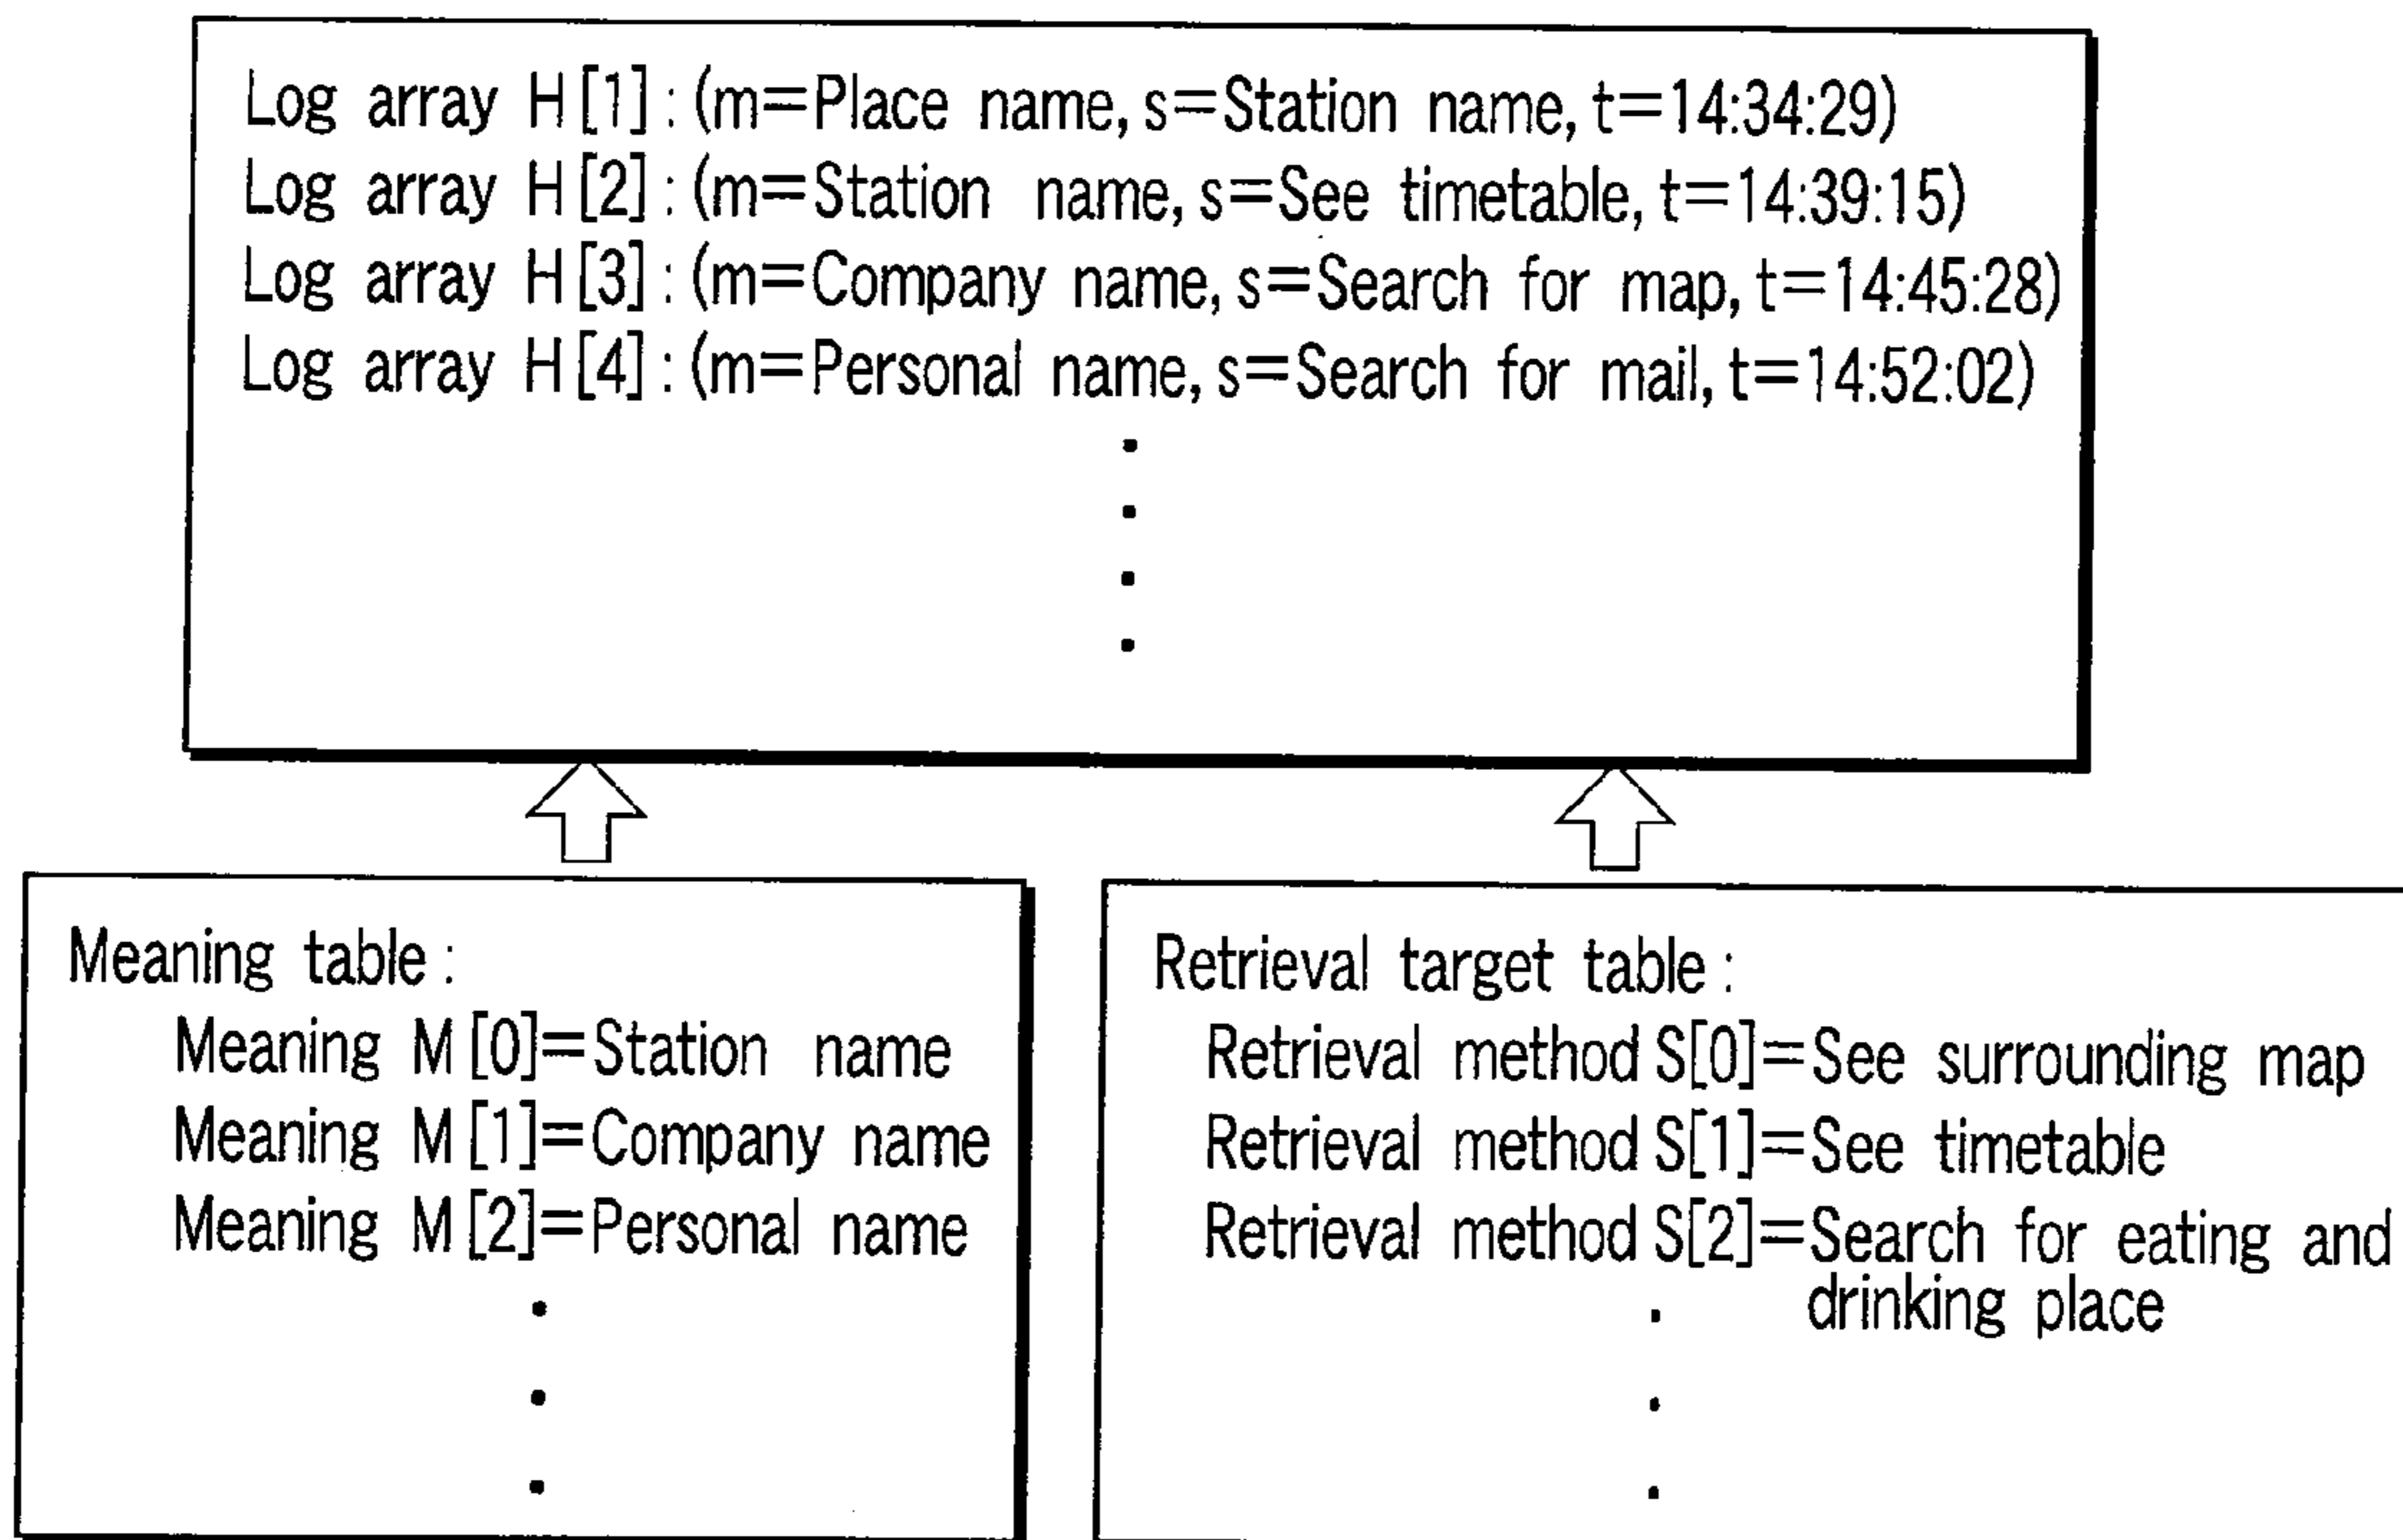 Log array H[1]: (m=Place name, s=Station name, t=14:34:29)
Log array H[2]: (m=Station name, s=See timetable, t=14:39:15)
Log array H[3]: (m=Company name, s=Search for map, t=14:45:28)
Log array H[4]: (m=Personal name, s=Search for mail, t=14:52:02)
Meaning table:
Meaning M[0]=Station name
Meaning M[1]=Company name
Meaning M[2]=Personal name
Retrieval target table:
Retrieval method S[0]=See surrounding map
Retrieval method S[1]=See timetable
Retrieval method S[2]=Search for eating and
drinking place